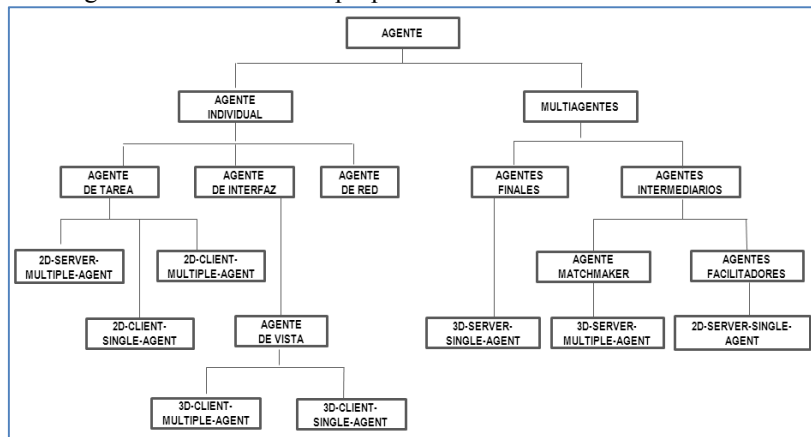 AGENTE
AGENTE
INDIVIDUAL
MULTIAGENTES
AGENTE
DE TAREA
AGENTE
DE INTERFAZ
AGENTE
DE RED
AGENTES
FINALES
AGENTES
INTERMEDIARIOS
2D-SERVER-
MULTIPLE-AGENT
2D-CLIENT-
MULTIPLE-AGENT
AGENTE
MATCHMAKER
AGENTES
FACILITADORES
2D-CLIENT-
SINGLE-AGENT
AGENTE
DE VISTA
3D-SERVER-
SINGLE-AGENT
3D-SERVER-
MULTIPLE-AGENT
2D-SERVER-SINGLE-
AGENT
3D-CLIENT-
MULTIPLE-AGENT
3D-CLIENT-
SINGLE-AGENT